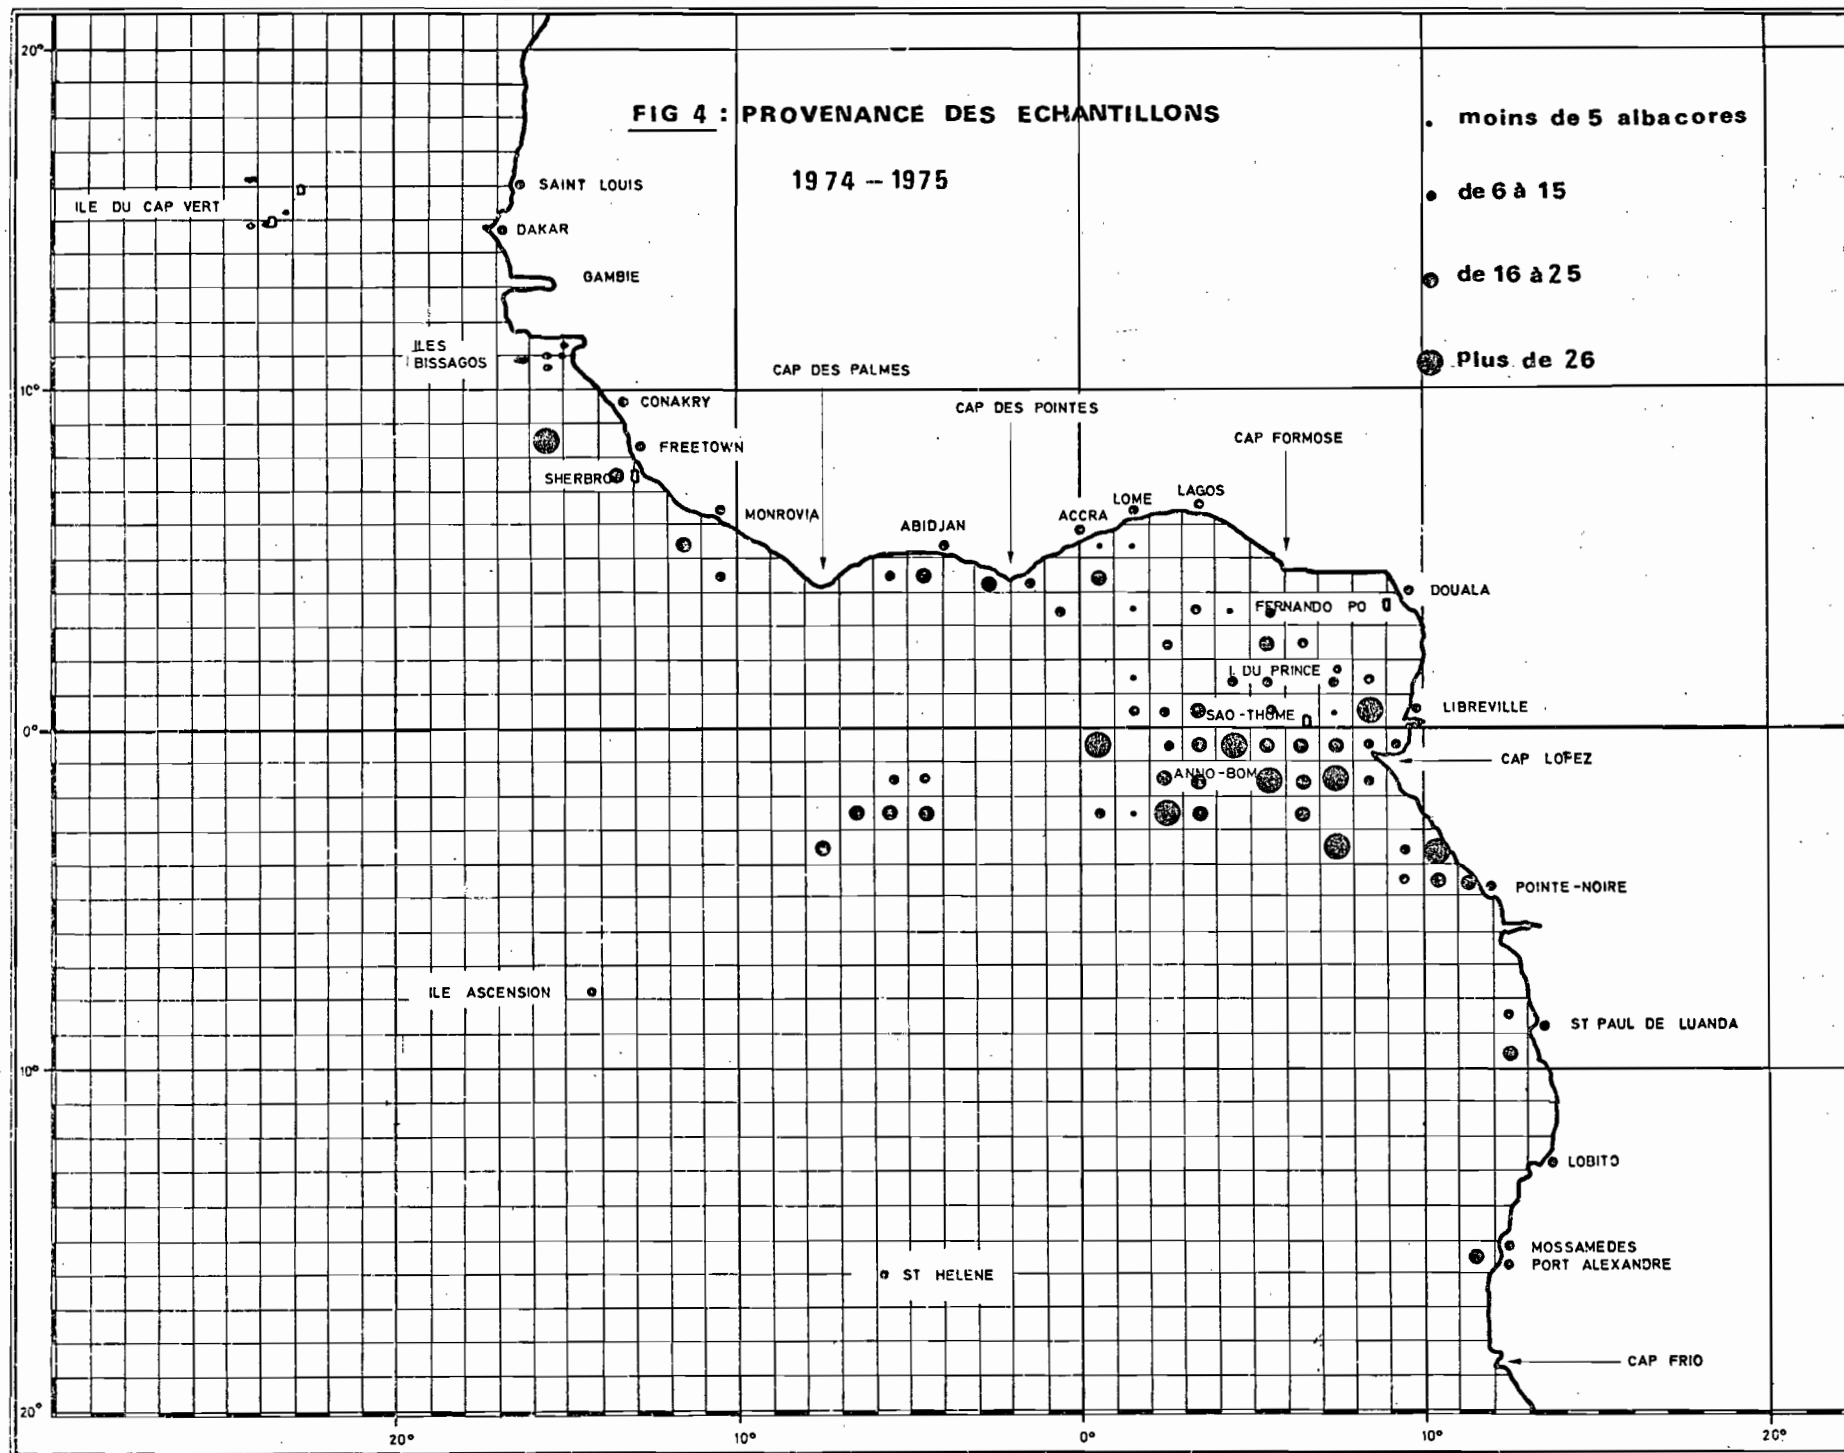 FIG 4 : PROVENANCE DES ECHANTILLONS
1974 – 1975
moins de 5 albacores
de 6 à 15
de 16 à 25
Plus de 26
20°
10°
0°
10°
20°
ILE DU CAP VERT
SAINT LOUIS
DAKAR
GAMBIE
ILES
BISSAGOS
CONAKRY
FREETOWN
SHERBRO
MONROVIA
CAP DES PALMES
ABIDJAN
CAP DES POINTES
ACCRA
LOME
LAGOS
CAP FORMOSE
DOUALA
FERNANDO PO
I. DU PRINCE
SAO-THOME
LIBREVILLE
CAP LOPEZ
ANNO-BOM
POINTE-NOIRE
ILE ASCENSION
ST PAUL DE LUANDA
LOBITO
ST HELENE
MOSSAMEDES
PORT ALEXANDRE
CAP FRIO
20°
10°
0°
10°
20°